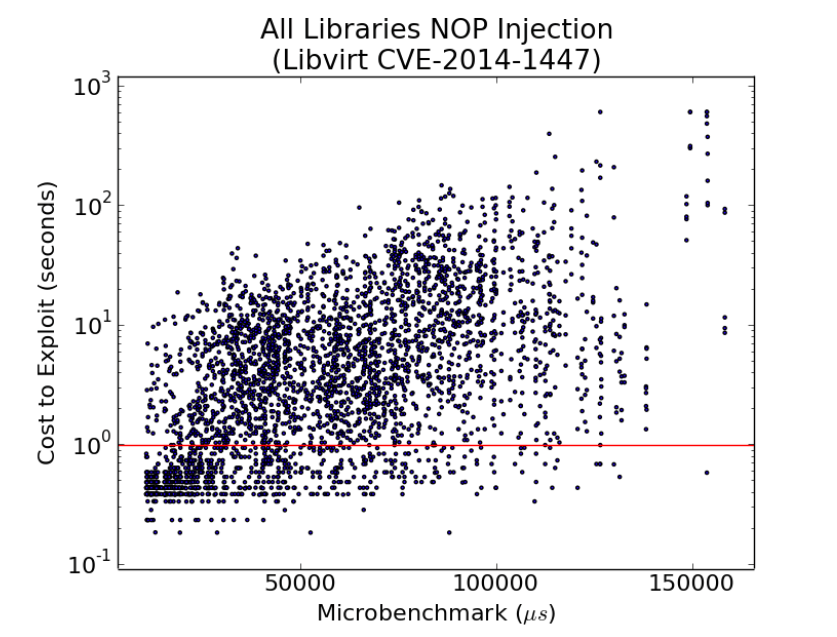 All Libraries NOP Injection
(Libvirt CVE-2014-1447)
10³
10²
10¹
10⁰
10⁻¹
Cost to Exploit (seconds)
50000 100000 150000
Microbenchmark (μs)